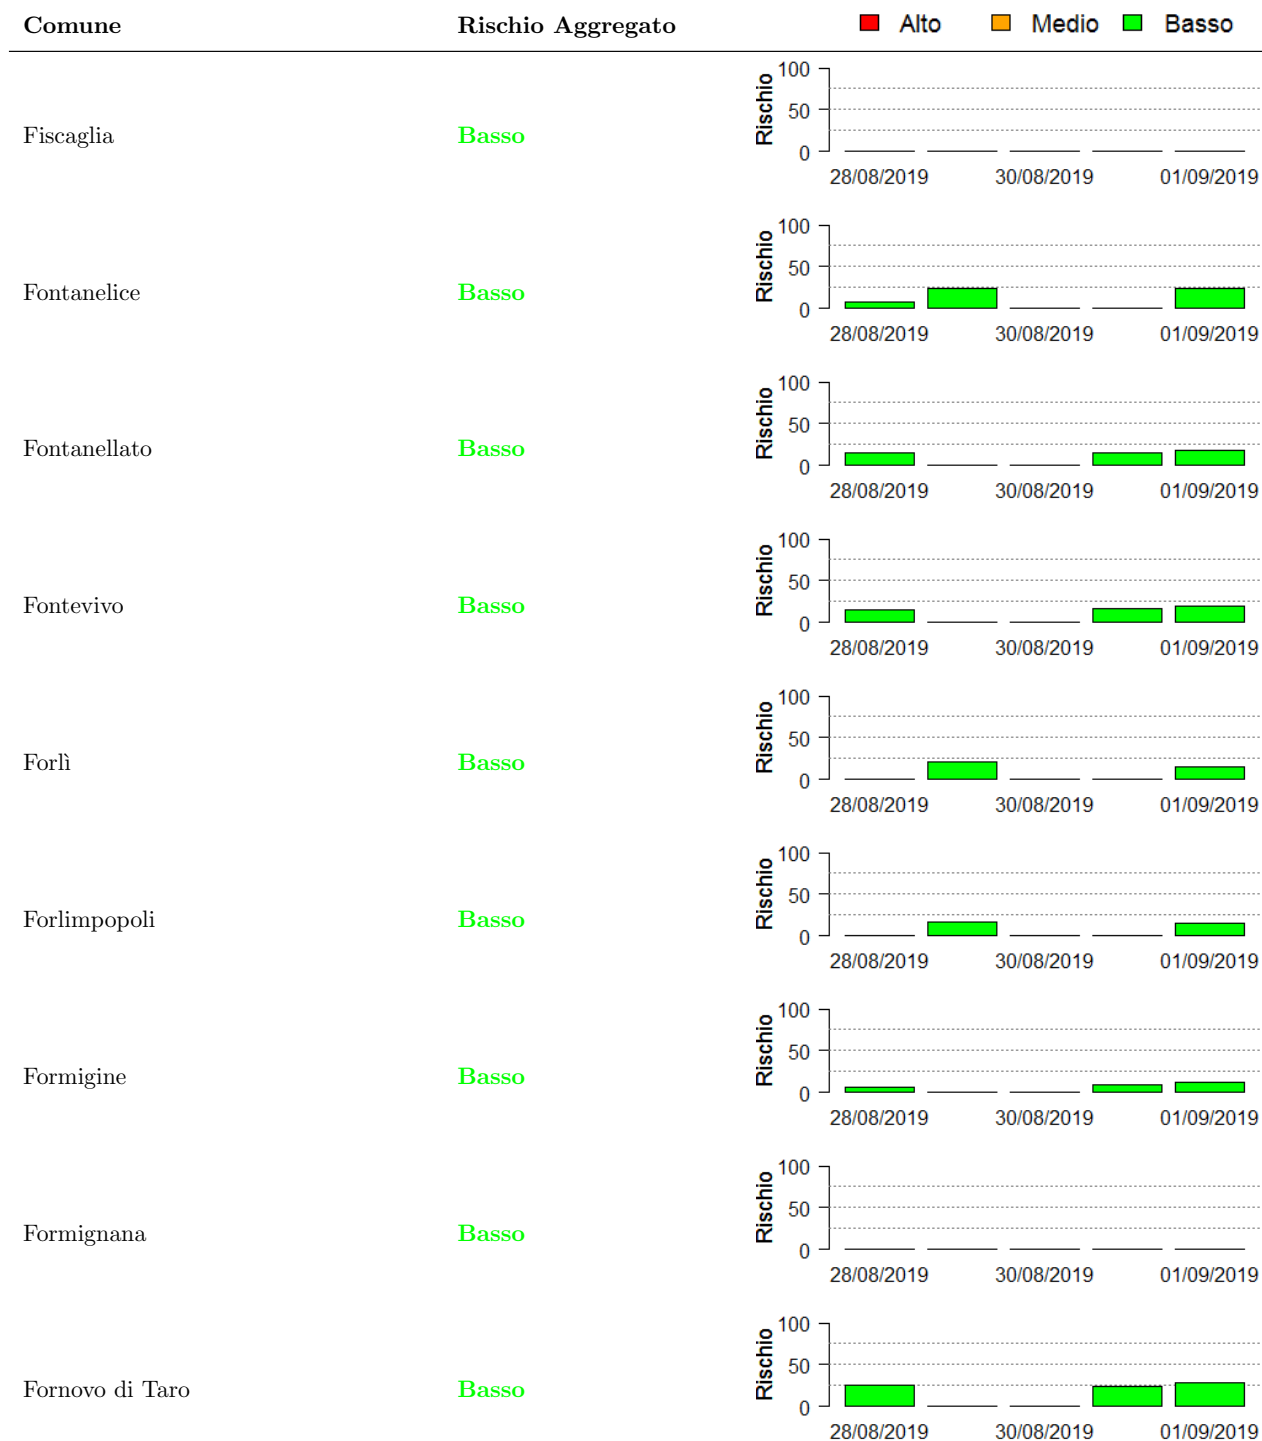 Comune Rischio Aggregato Alto Medio Basso
Fiscaglia Basso Rischio 100 50 0
28/08/2019 30/08/2019 01/09/2019
Fontanelice Basso Rischio 100 50 0
28/08/2019 30/08/2019 01/09/2019
Fontanellato Basso Rischio 100 50 0
28/08/2019 30/08/2019 01/09/2019
Fontevivo Basso Rischio 100 50 0
28/08/2019 30/08/2019 01/09/2019
Forlì Basso Rischio 100 50 0
28/08/2019 30/08/2019 01/09/2019
Forlimpopoli Basso Rischio 100 50 0
28/08/2019 30/08/2019 01/09/2019
Formigine Basso Rischio 100 50 0
28/08/2019 30/08/2019 01/09/2019
Formignana Basso Rischio 100 50 0
28/08/2019 30/08/2019 01/09/2019
Fornovo di Taro Basso Rischio 100 50 0
28/08/2019 30/08/2019 01/09/2019